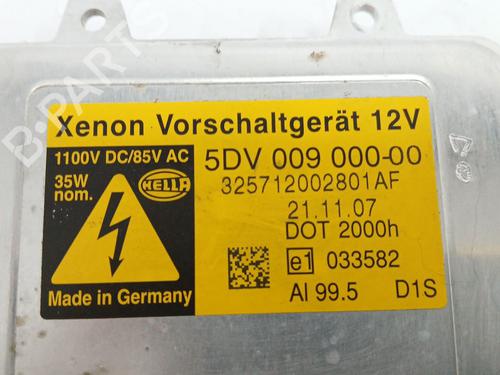 B-PARTS
Xenon Vorschaltgerät 12V
1100V DC/85V AC
35W
nom.
HELLA
Made in Germany
5DV 009 000-00
325712002801AF
21.11.07
DOT 2000h
e1 033582
Al 99.5 D1S